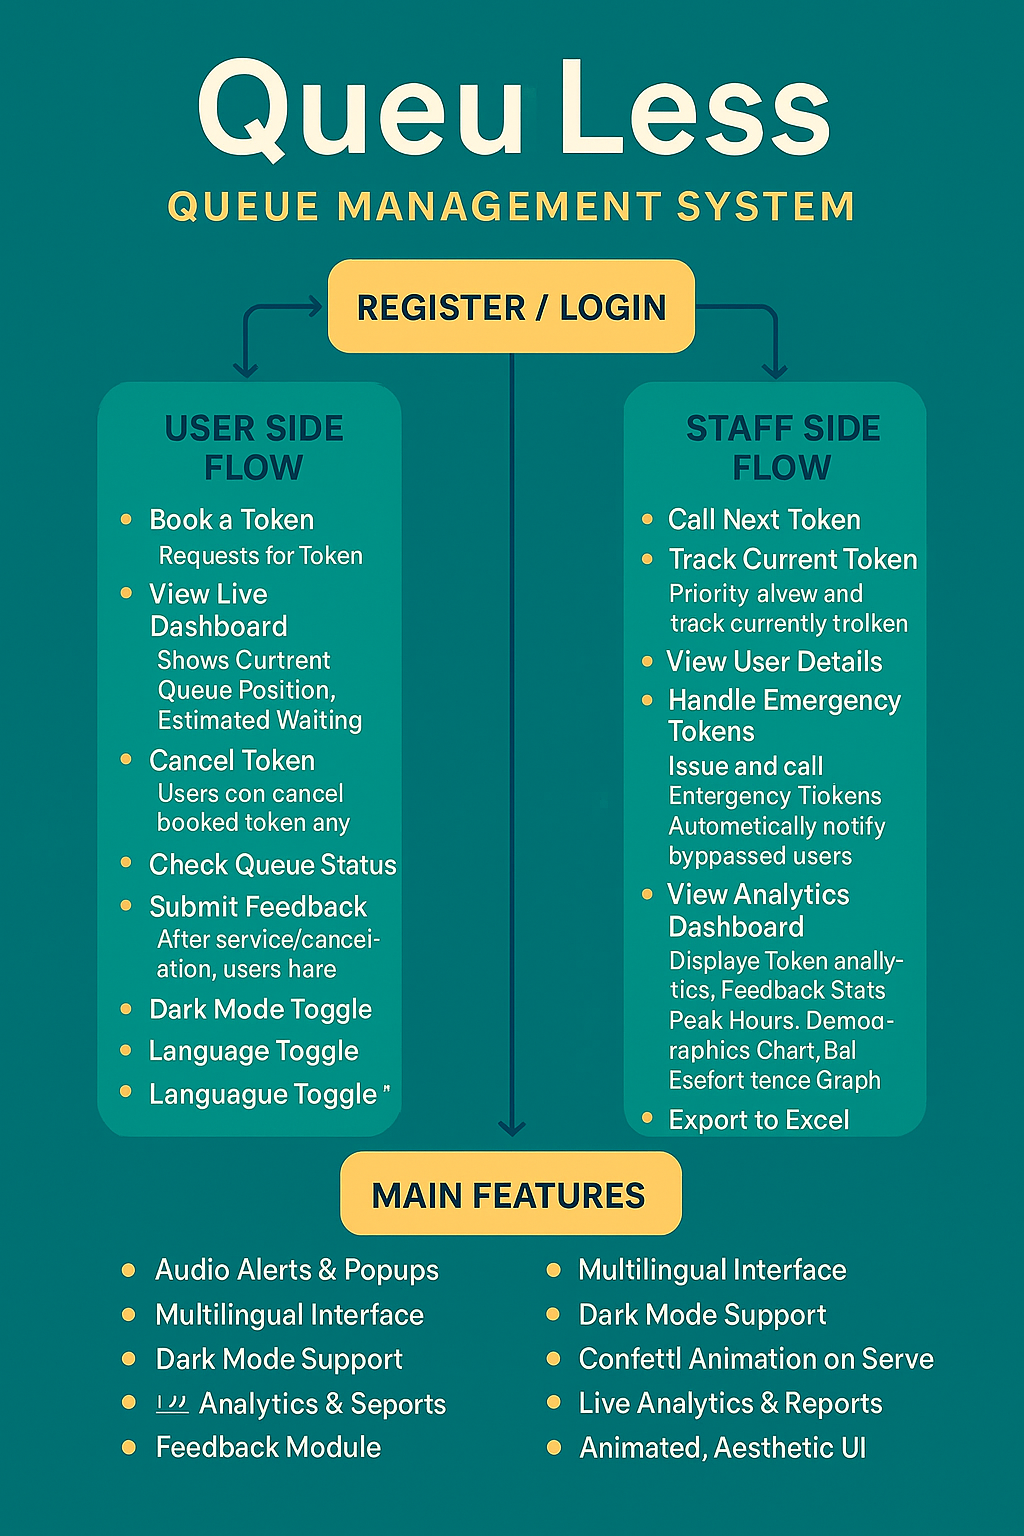 Queu Less
QUEUE MANAGEMENT SYSTEM
REGISTER / LOGIN
USER SIDE
FLOW
• Book a Token
Requests for Token
• View Live
Dashboard
Shows Curtrent
Queue Position,
Estimated Waiting
• Cancel Token
Users con cancel
booked token any
• Check Queue Status
• Submit Feedback
After service/cancei-
ation, users hare
• Dark Mode Toggle
• Language Toggle
• Languague Toggle "
STAFF SIDE
FLOW
• Call Next Token
• Track Current Token
Priority alvew and
track currently trolken
• View User Details
• Handle Emergency
Tokens
Issue and call
Entergency Tiokens
Autometically notify
byppassed users
• View Analytics
Dashboard
Displaye Token anally-
tics, Feedback Stats
Peak Hours. Demoa-
raphics Chart, Bal
Esefort tence Graph
• Export to Excel
MAIN FEATURES
• Audio Alerts & Popups
• Multilingual Interface
• Dark Mode Support
• Analytics & Seports
• Feedback Module
• Multilingual Interface
• Dark Mode Support
• Confettl Animation on Serve
• Live Analytics & Reports
• Animated, Aesthetic UI